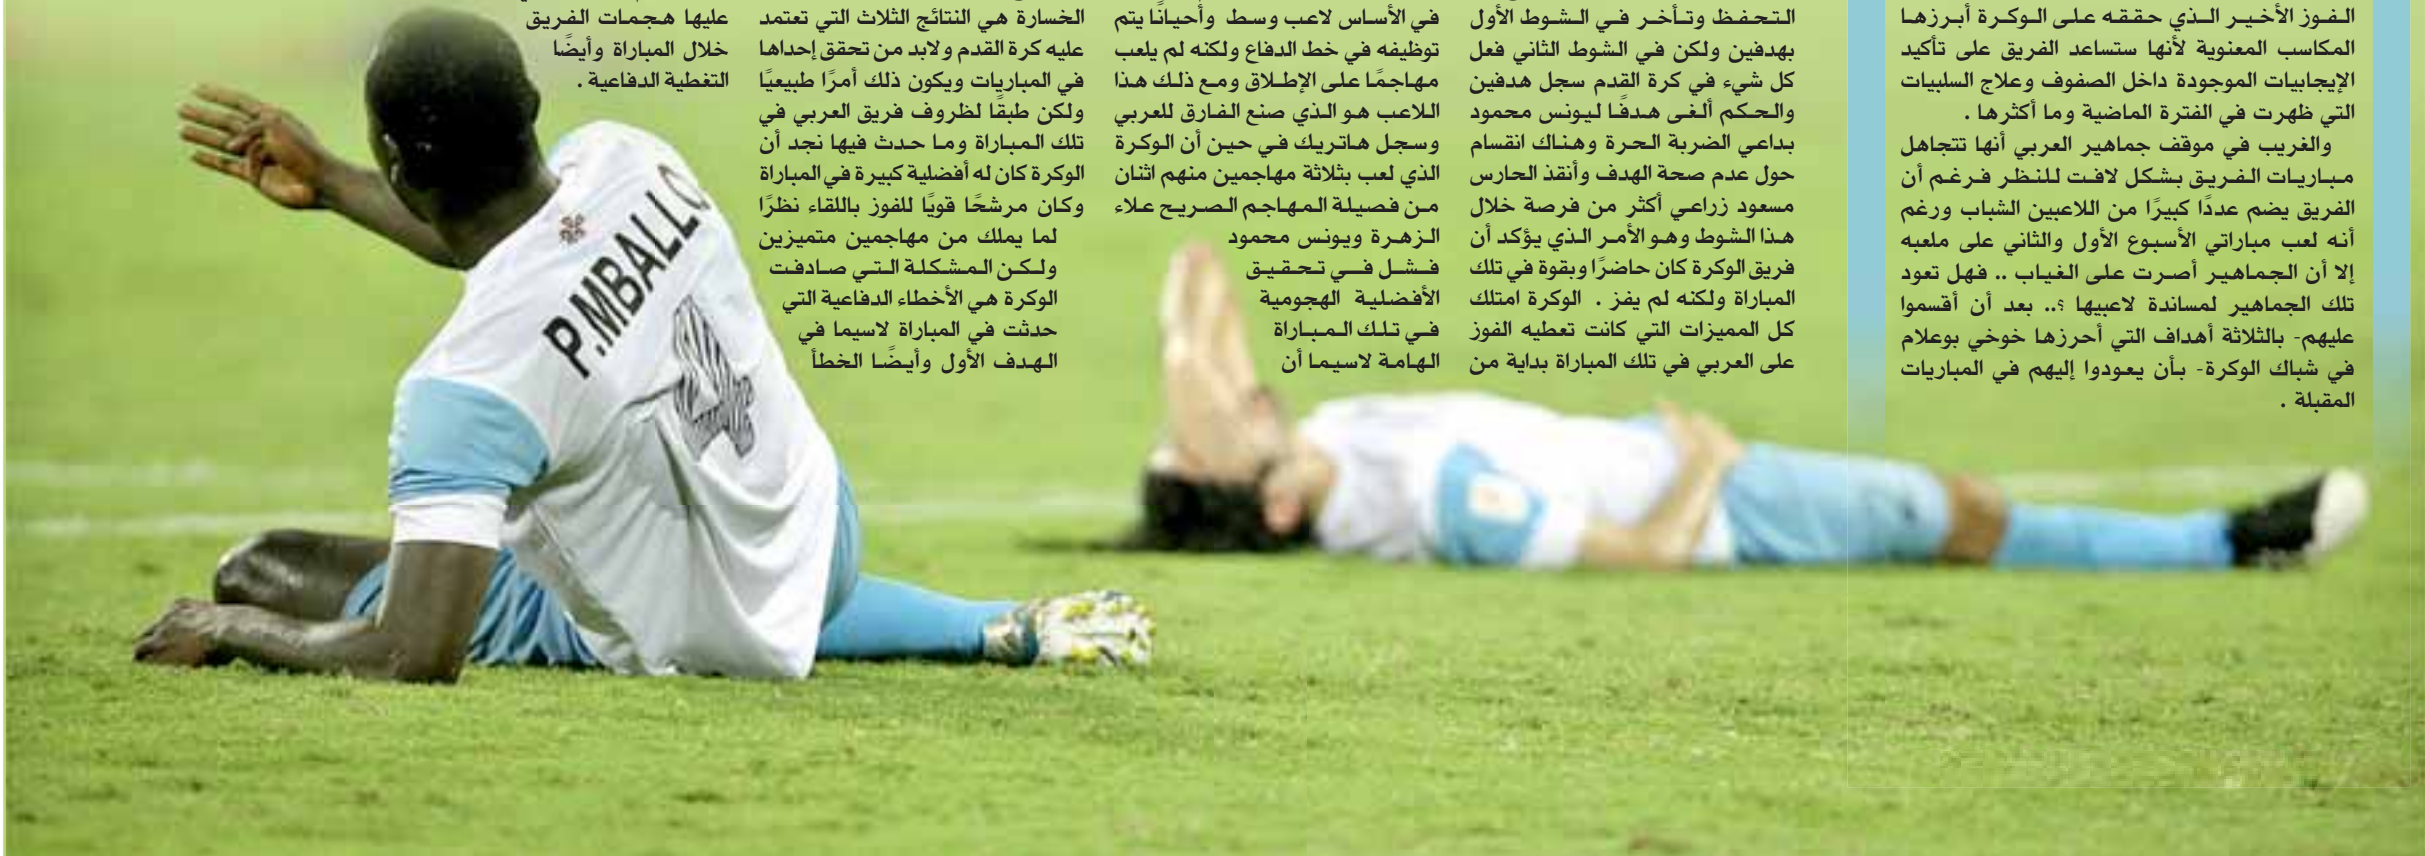 الفوز الأخير الذي حققه على الوكرة أبرزها
المكاسب المعنوية لأنها ستساعد الفريق على تأكيد
الإيجابيات الموجودة داخل الصفوف وعلاج السلبيات
التي ظهرت في الفترة الماضية وما أكثرها .
والغريب في موقف جماهير العربي أنها تتجاهل
مباريات الفريق بشكل لافت للنظر فرغم أن
الفريق يضم عددًا كبيرًا من اللاعبين الشباب ورغم
أنه لعب مباراتي الأسبوع الأول والثاني على ملعبه
إلا أن الجماهير أصرت على الغياب .. فهل تعود
تلك الجماهير لمساندة لاعبيها ؟.. بعد أن أقسموا
عليهم- بالثلاثة أهداف التي أحرزها خوخي بوعلام
في شباك الوكرة- بأن يعودوا إليهم في المباريات
المقبلة .
التحفظ وتأخر في الشوط الأول
بهدفين ولكن في الشوط الثاني فعل
كل شيء في كرة القدم سجل هدفين
والحكم ألغى هدفًا ليونس محمود
بداعي الضربة الحرة وهناك انقسام
حول عدم صحة الهدف وأنقذ الحارس
مسعود زراعي أكثر من فرصة خلال
هذا الشوط وهو الأمر الذي يؤكد أن
فريق الوكرة كان حاضرًا وبقوة في تلك
المباراة ولكنه لم يفز . الوكرة امتلك
كل المميزات التي كانت تعطيه الفوز
على العربي في تلك المباراة بداية من
في الأساس لاعب وسط وأحيانًا يتم
توظيفه في خط الدفاع ولكنه لم يلعب
مهاجمًا على الإطلاق ومع ذلك هذا
اللاعب هو الذي صنع الفارق للعربي
وسجل هاتريك في حين أن الوكرة
الذي لعب بثلاثة مهاجمين منهم اثنان
من فصيلة المهاجم الصريح علاء
الزهرة ويونس محمود
فشل في تحقيق
الأفضلية الهجومية
في تلك المباراة
الهامة لاسيما أن
الخسارة هي النتائج الثلاث التي تعتمد
عليه كرة القدم ولابد من تحقق إحداها
في المباريات ويكون ذلك أمرًا طبيعيًا
ولكن طبقًا لظروف فريق العربي في
تلك المباراة وما حدث فيها نجد أن
الوكرة كان له أفضلية كبيرة في المباراة
وكان مرشحًا قويًا للفوز باللقاء نظرًا
لما يملك من مهاجمين متميزين
ولكن المشكلة التي صادفت
الوكرة هي الأخطاء الدفاعية التي
حدثت في المباراة لاسيما في
الهدف الأول وأيضًا الخطأ
عليها هجمات الفريق
خلال المباراة وأيضًا
التغطية الدفاعية .
P.MBALLO
4